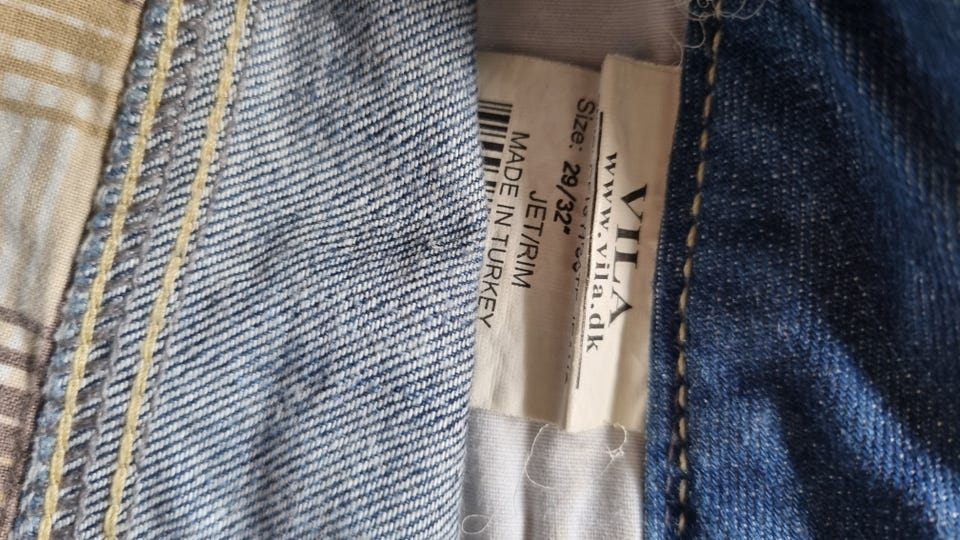 VILA
www.vila.dk
Size: 29/32"
JET/RIM
MADE IN TURKEY